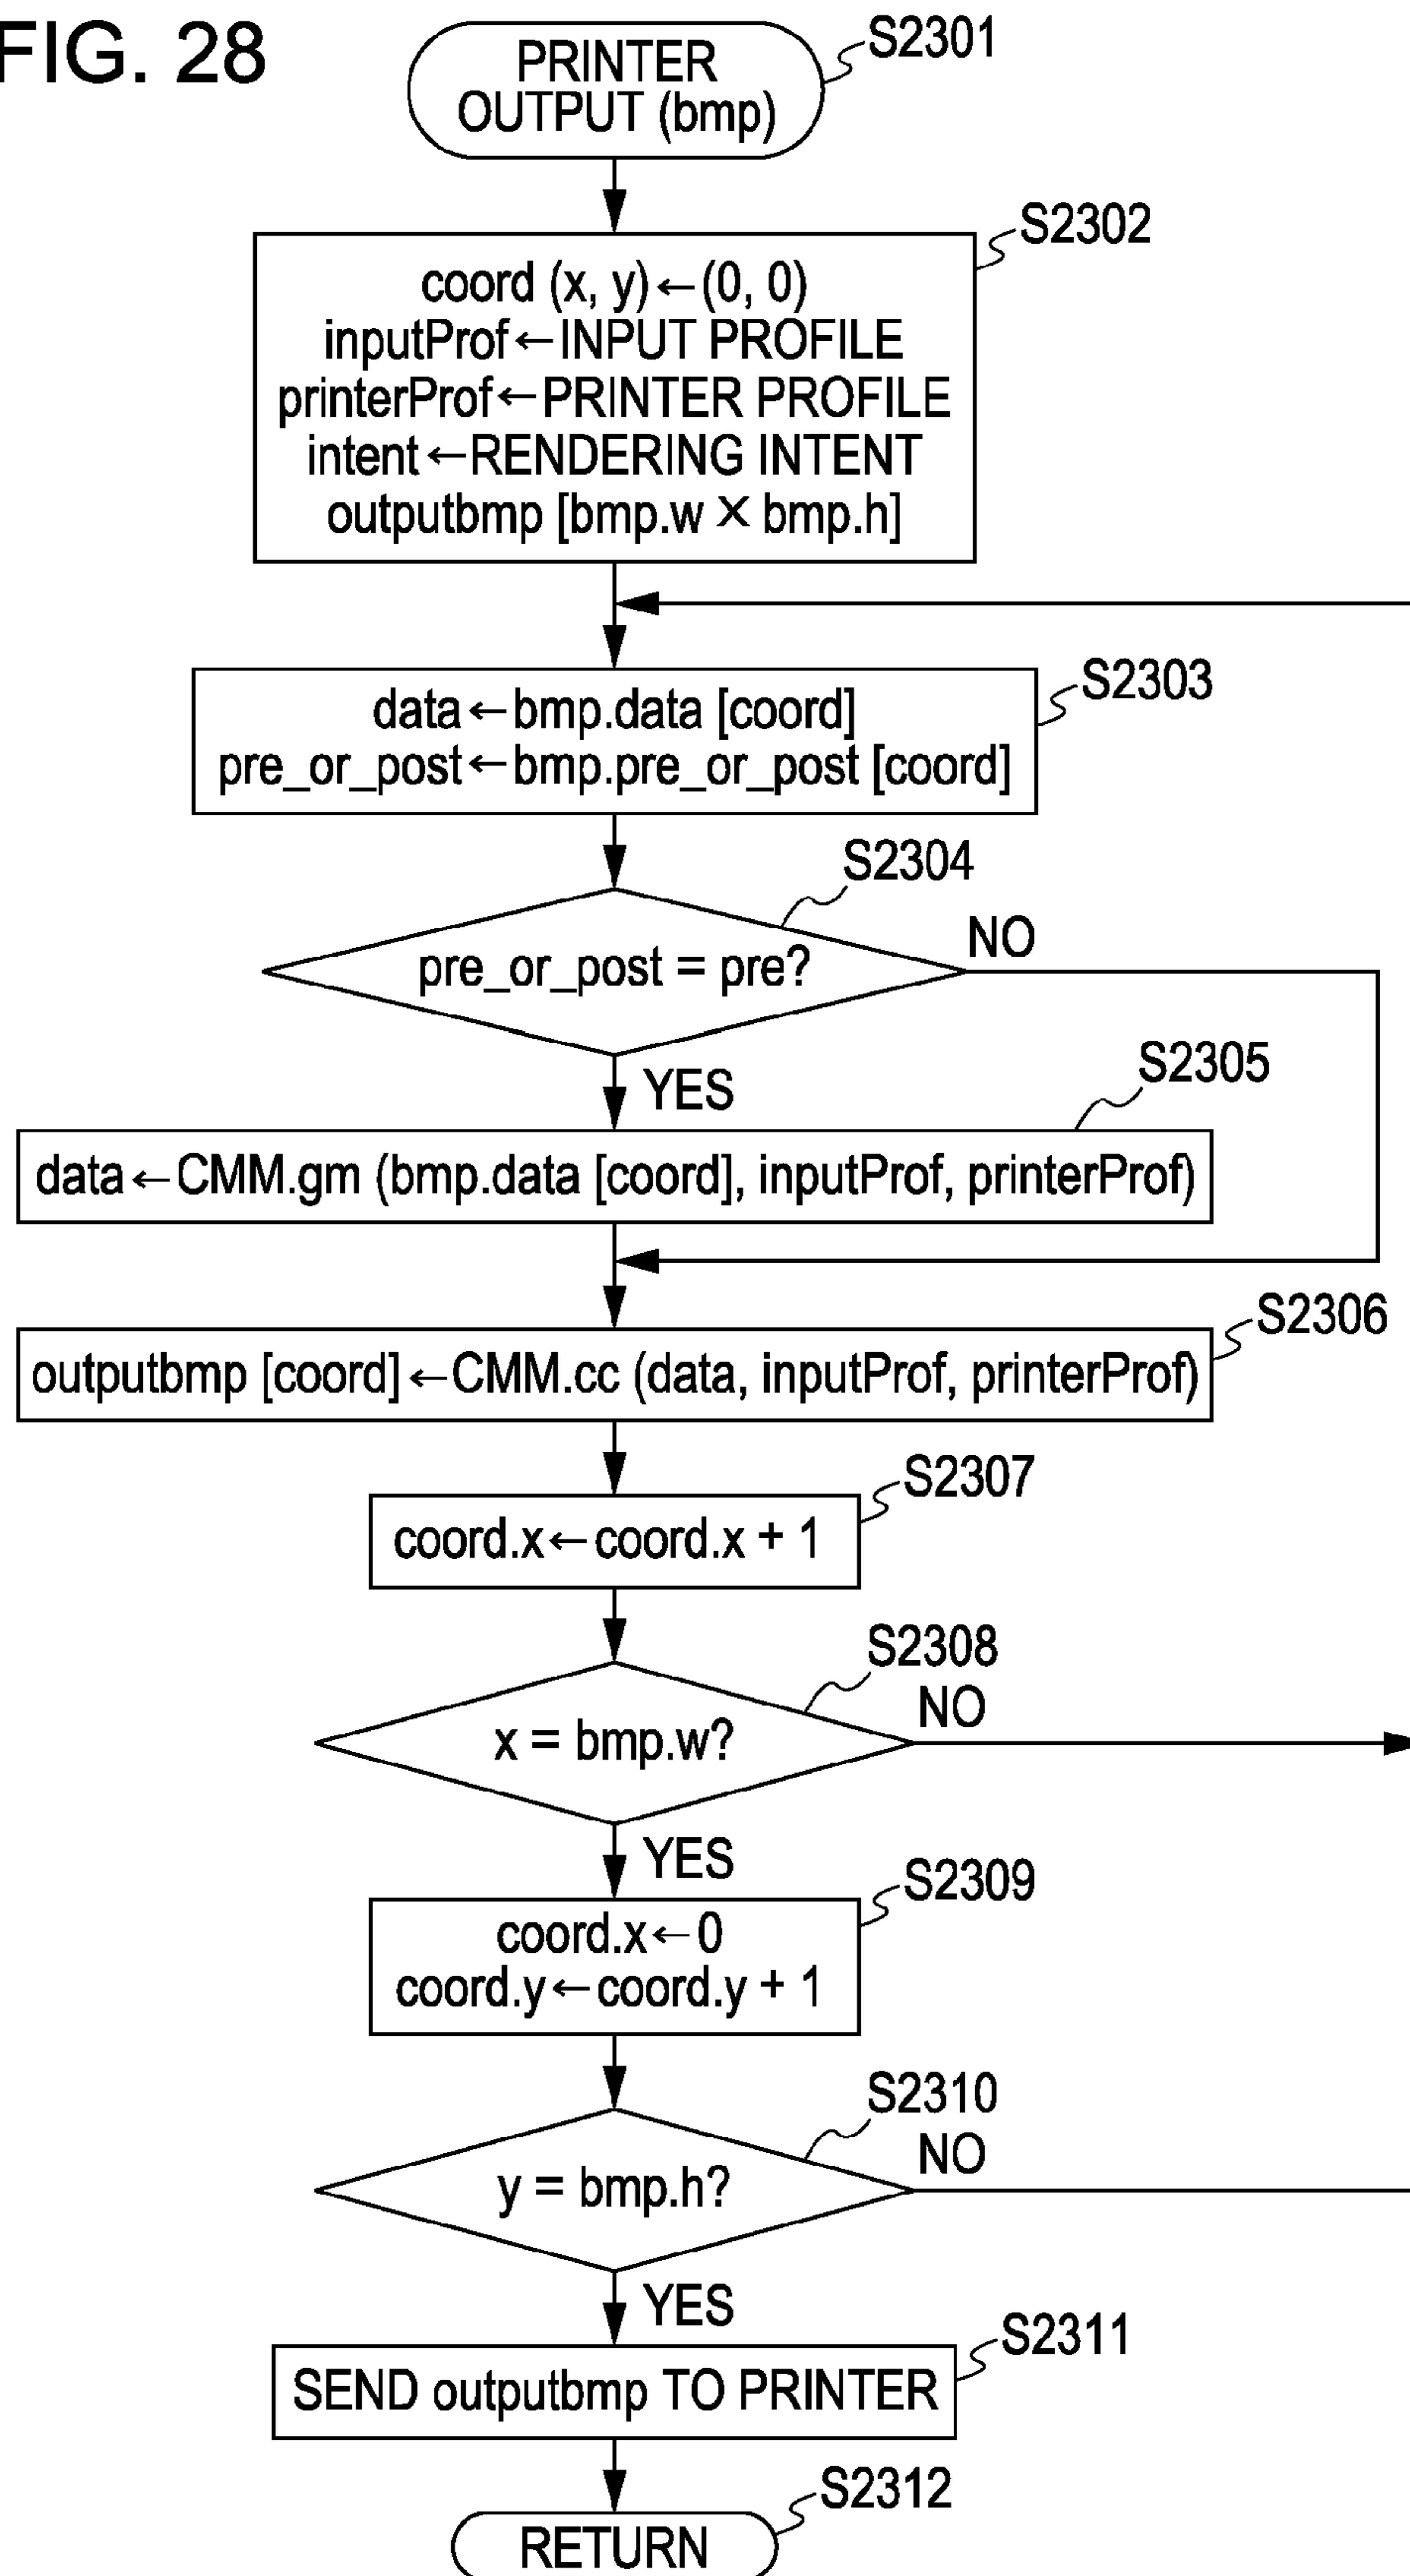 FIG. 28
PRINTER
OUTPUT (bmp)
S2301
S2302
coord (x, y)←(0, 0)
inputProf←INPUT PROFILE
printerProf←PRINTER PROFILE
intent←RENDERING INTENT
outputbmp [bmp.w × bmp.h]
S2303
data←bmp.data [coord]
pre_or_post←bmp.pre_or_post [coord]
S2304
pre_or_post = pre?
NO
YES
S2305
data←CMM.gm (bmp.data [coord], inputProf, printerProf)
S2306
outputbmp [coord]←CMM.cc (data, inputProf, printerProf)
S2307
coord.x←coord.x + 1
S2308
x = bmp.w?
NO
YES
S2309
coord.x←0
coord.y←coord.y + 1
S2310
y = bmp.h?
NO
YES
S2311
SEND outputbmp TO PRINTER
S2312
RETURN